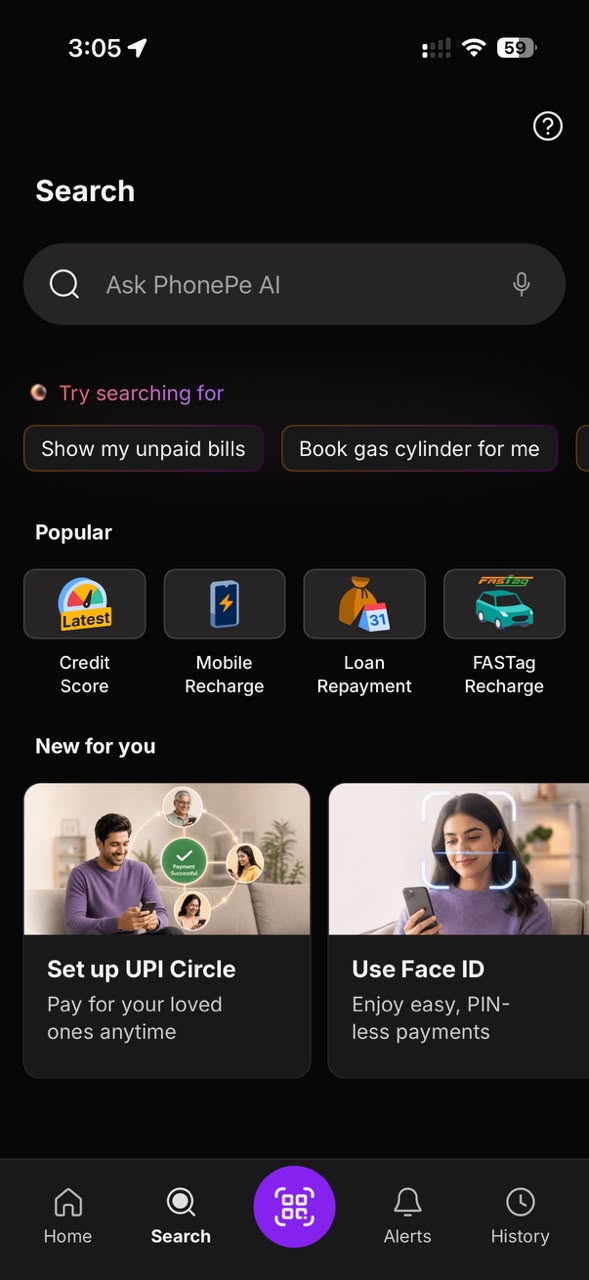 3:05
59
Search
Ask PhonePe AI
Try searching for
Show my unpaid bills
Book gas cylinder for me
Popular
Latest
31
FASTag
Credit
Score
Mobile
Recharge
Loan
Repayment
FASTag
Recharge
New for you
Payment
Successful
Set up UPI Circle
Pay for your loved
ones anytime
Use Face ID
Enjoy easy, PIN-
less payments
Home
Search
Alerts
History